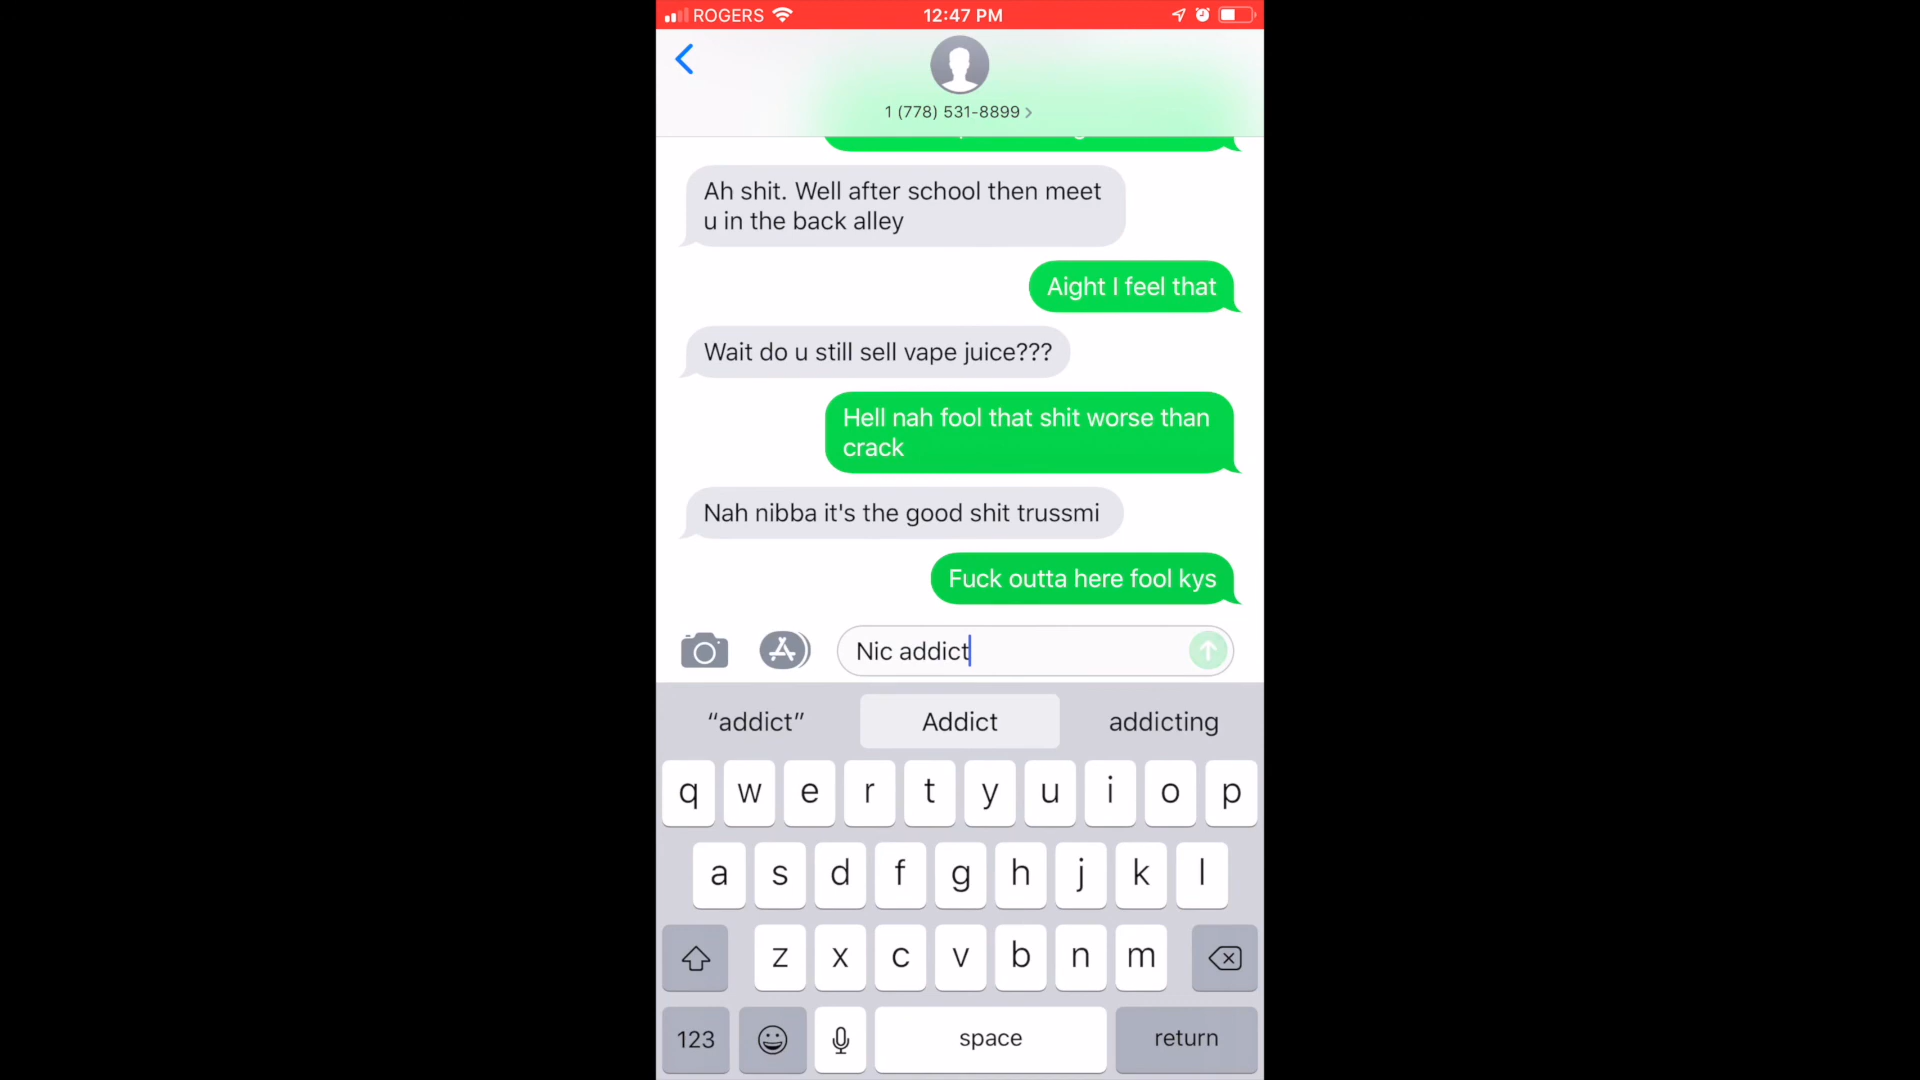 ROGERS 12:47 PM
1 (778) 531-8899 >
Ah shit. Well after school then meet
u in the back alley
Aight I feel that
Wait do u still sell vape juice???
Hell nah fool that shit worse than
crack
Nah nibba it's the good shit trussmi
Fuck outta here fool kys
Nic addict
“addict” Addict addicting
q w e r t y u i o p
a s d f g h j k l
z x c v b n m
123 space return